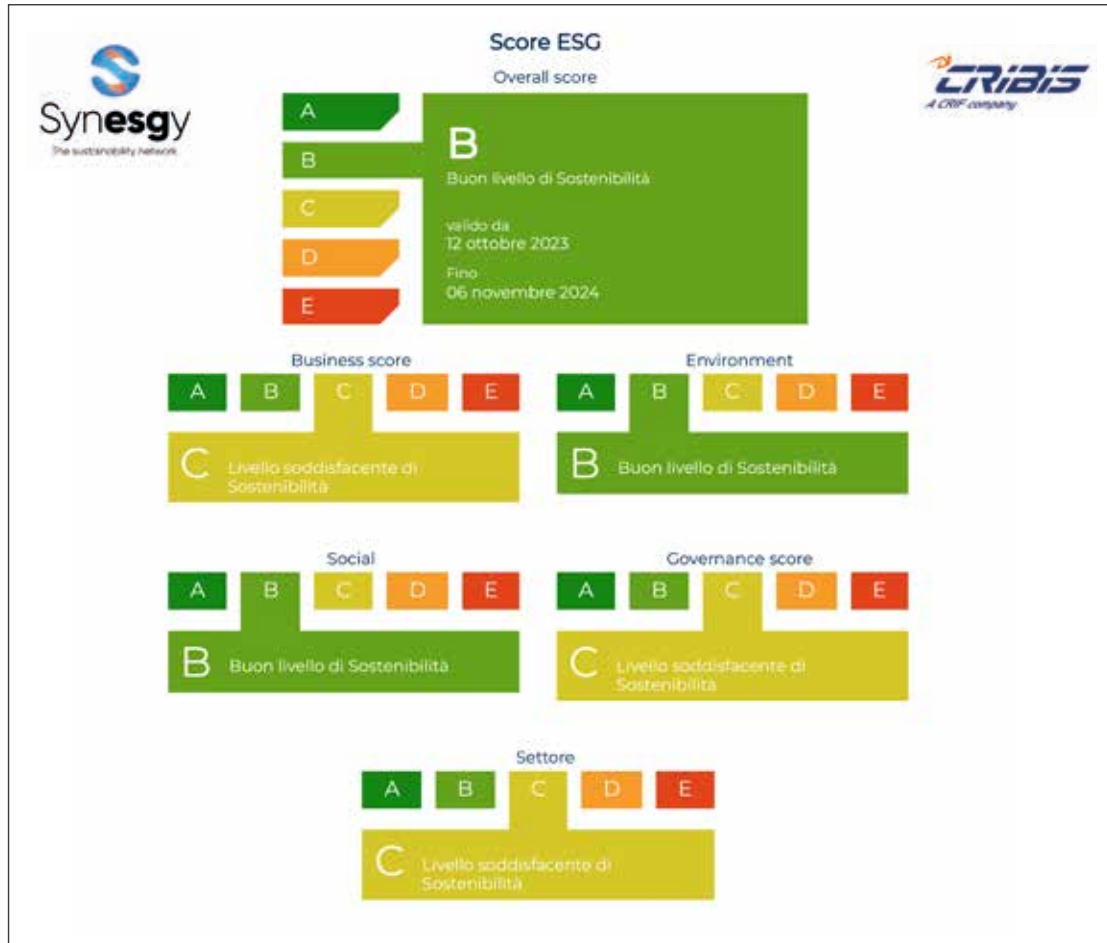 Score ESG
Overall score
Synesgy
The sustainability network
CRIBIS
A CRIF company
A
B
C
D
E
B
Buon livello di Sostenibilità
valido da
12 ottobre 2023
Fino
06 novembre 2024
Business score
A B C D E
C Livello soddisfacente di
Sostenibilità
Environment
A B C D E
B Buon livello di Sostenibilità
Social
A B C D E
B Buon livello di Sostenibilità
Governance score
A B C D E
C Livello soddisfacente di
Sostenibilità
Settore
A B C D E
C Livello soddisfacente di
Sostenibilità